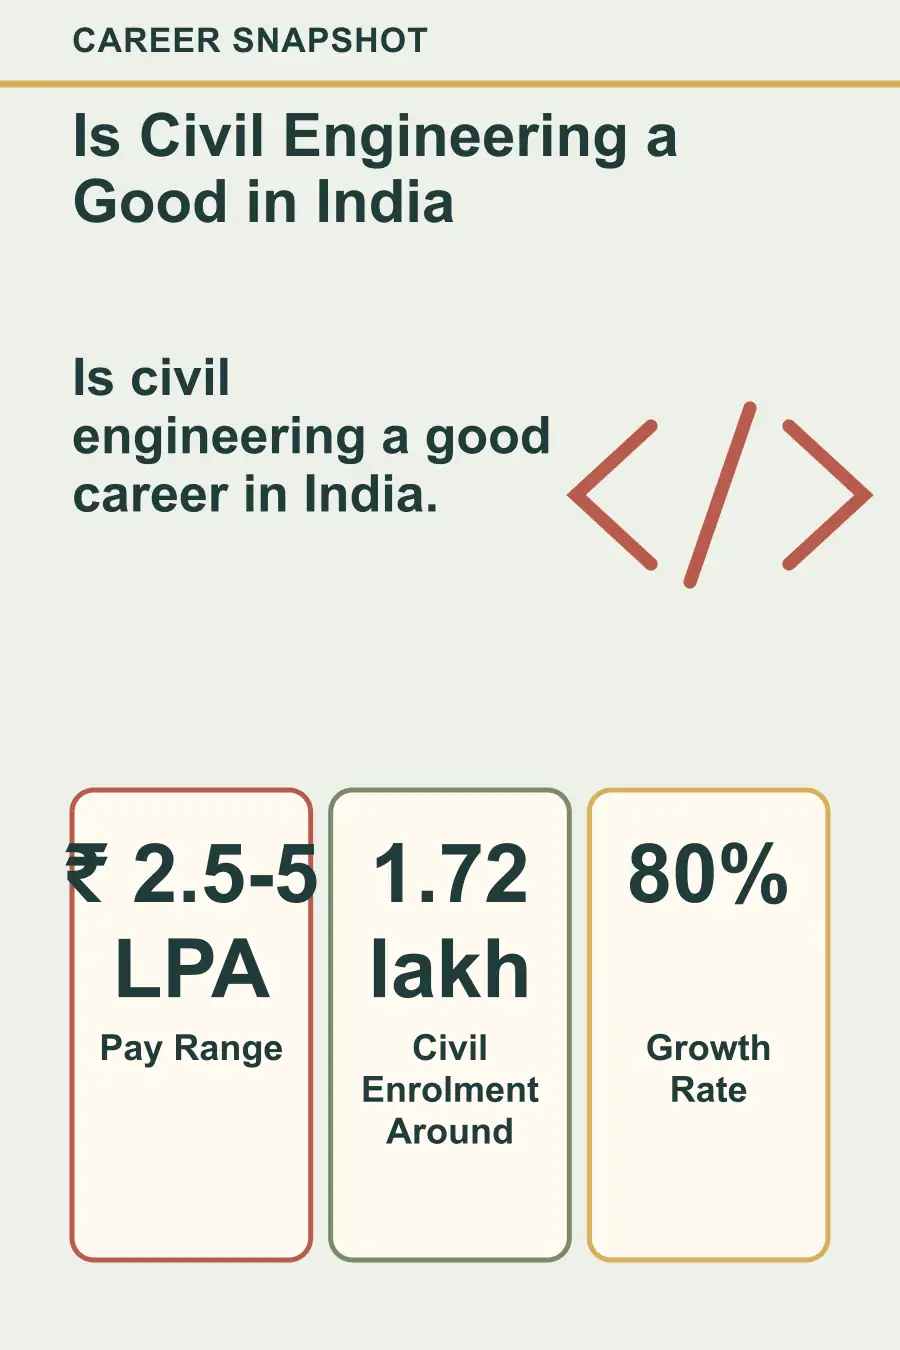 CAREER SNAPSHOT
Is Civil Engineering a
Good in India
Is civil
engineering a good
career in India.
₹ 2.5-5
LPA
Pay Range
1.72
lakh
Civil
Enrolment
Around
80%
Growth
Rate